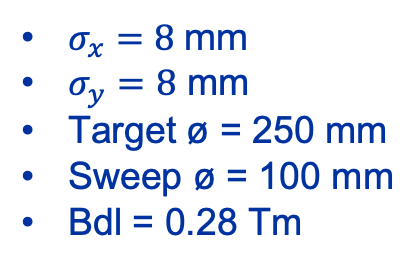 • σx = 8 mm
• σy = 8 mm
• Target ø = 250 mm
• Sweep ø = 100 mm
• Bdl = 0.28 Tm